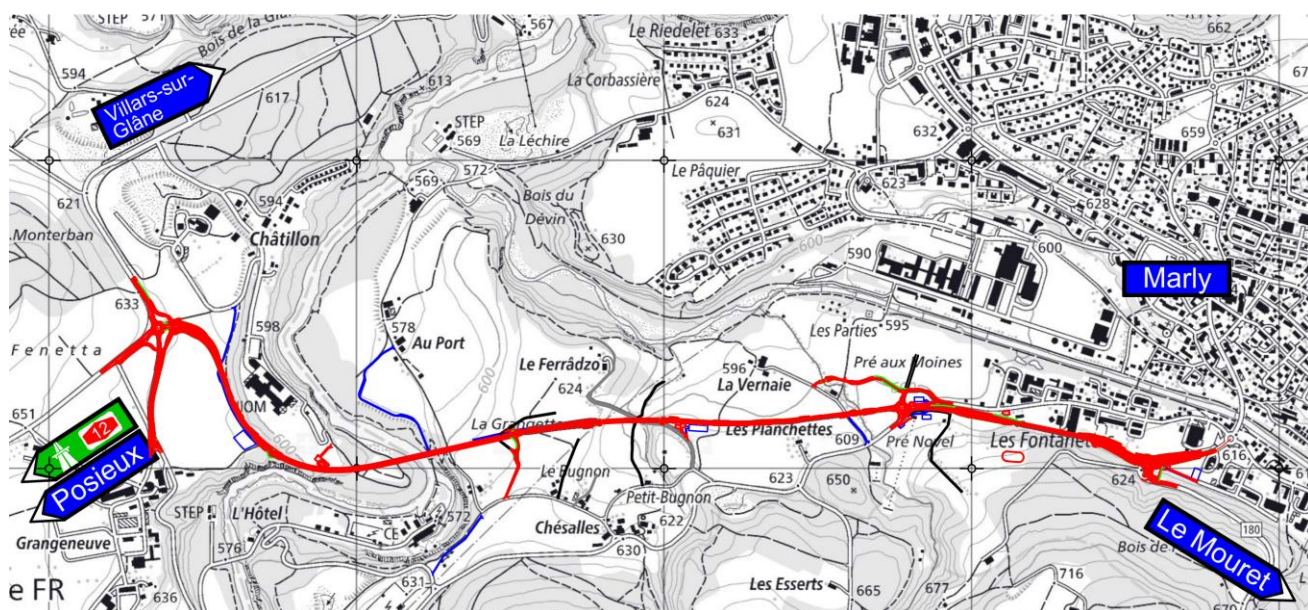 571
567
Bois de la Glâne
Le Riedelet
633
662
594
613
La Corbassière
617
624
Villars-sur-
Glâne
STEP
569
La Léchire
631
632
659
569
572
Le Pâquier
623
621
594
Bois du
Dévin
628
Monterban
Châtillon
630
600
600
590
Marly
633
578
598
Les Parties
595
Fenetta
Au Port
600
Le Ferrâdzo
596
Pré aux Moines
624
La Vernaie
651
UOM
La Grangette
12
600
Les Planchettes
609
Pré Novel
Les Fontanettes
616
Posieux
Le Bugnon
623
650
624
STEP
L'Hôtel
572
Petit-Bugnon
Le Mouret
CE
Chésalles
622
180
Grangeneuve
576
630
e FR
636
631
Les Esserts
665
677
716